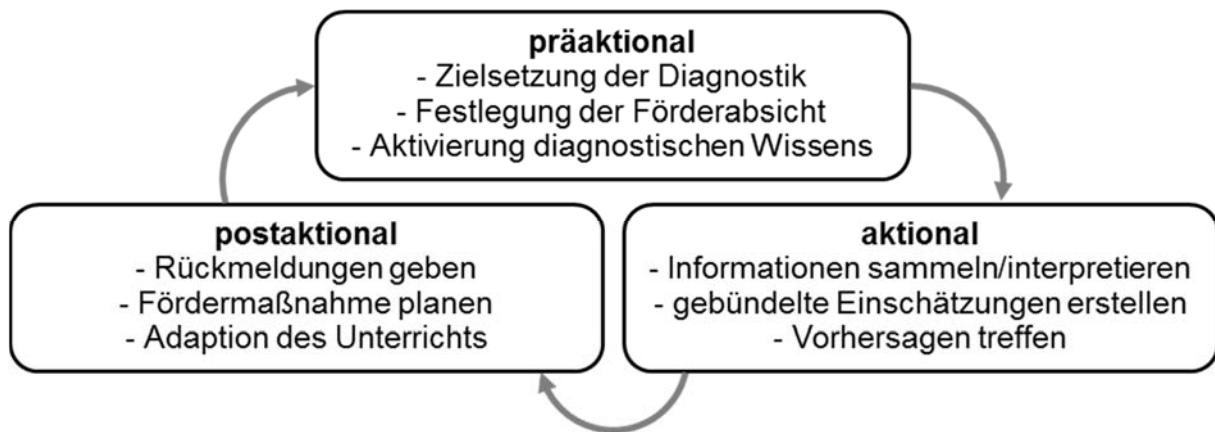 präaktional
- Zielsetzung der Diagnostik
- Festlegung der Förderabsicht
- Aktivierung diagnostischen Wissens
postaktional
- Rückmeldungen geben
- Fördermaßnahme planen
- Adaption des Unterrichts
aktional
- Informationen sammeln/interpretieren
- gebündelte Einschätzungen erstellen
- Vorhersagen treffen